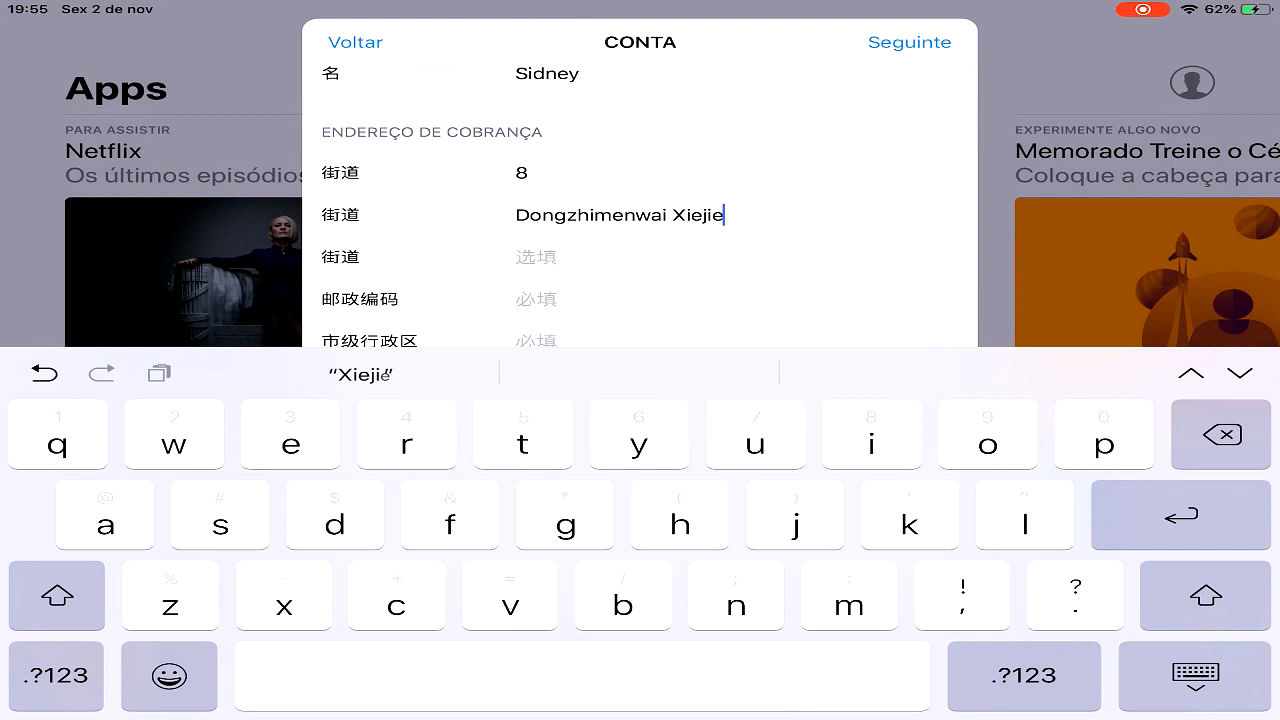 19:55 Sex 2 de nov
62%
Voltar CONTA Seguinte
名 Sidney
ENDEREÇO DE COBRANÇA
街道 8
街道 Dongzhimenwai Xiejie
街道 选填
邮政编码 必填
市级行政区 必填
Apps
PARA ASSISTIR
Netflix
Os últimos episódios
EXPERIMENTE ALGO NOVO
Memorado Treine o Cé
Coloque a cabeça para
“Xiejie”
1 2 3 4 5 6 7 8 9 0
q w e r t y u i o p
@ # $ & * ( ) ' "
a s d f g h j k l
% - + = / ; : ! ?
z x c v b n m , .
.?123 .?123